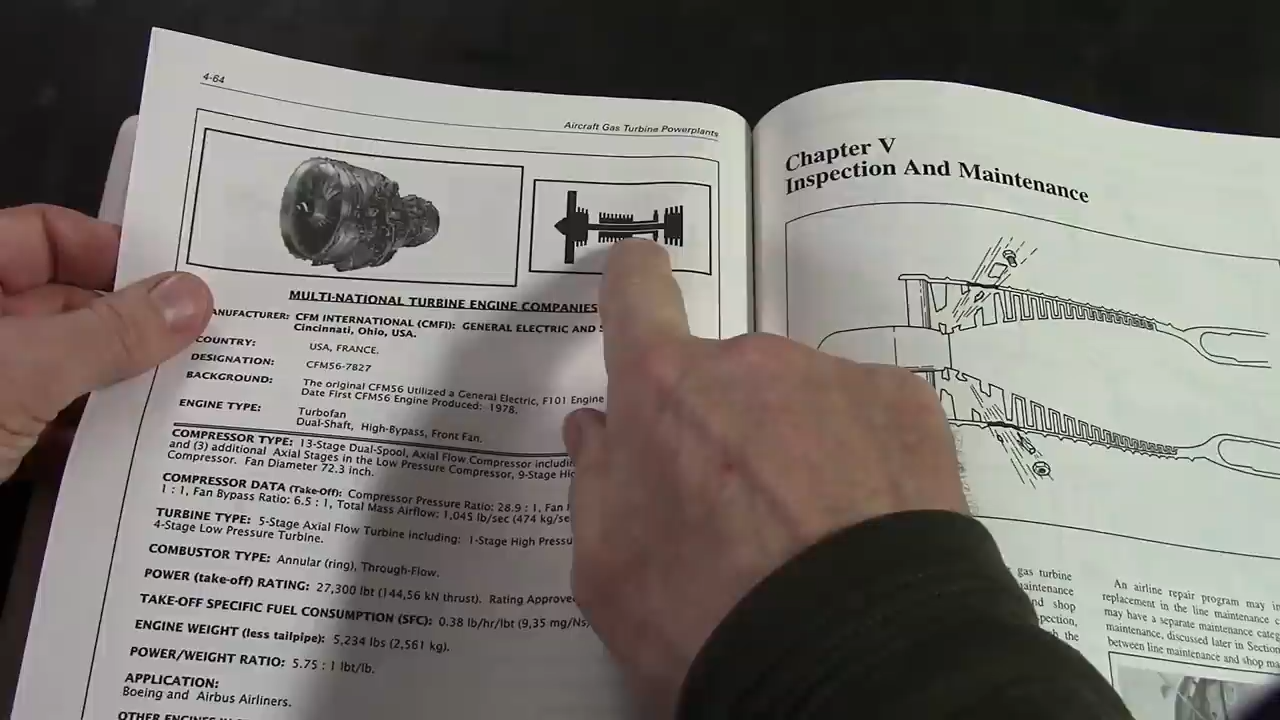 4-64
Aircraft Gas Turbine Powerplants
MULTI-NATIONAL TURBINE ENGINE COMPANIES
ANUFACTURER: CFM INTERNATIONAL (CMFI): GENERAL ELECTRIC AND
Cincinnati, Ohio, USA.
COUNTRY: USA, FRANCE.
DESIGNATION: CFM56-7827
BACKGROUND: The original CFM56 Utilized a General Electric, F101 Engine
Date First CFM56 Engine Produced: 1978.
ENGINE TYPE: Turbofan
Dual-Shaft, High-Bypass, Front Fan.
COMPRESSOR TYPE: 13-Stage Dual-Spool, Axial Flow Compressor
and (3) additional Axial Stages in the Low Pressure Compressor, 9-Stage
Compressor. Fan Diameter 72.3 inch.
COMPRESSOR DATA (Take-Off): Compressor Pressure Ratio: 28.9 : 1, Fan
1 : 1, Fan Bypass Ratio: 6.5 : 1, Total Mass Airflow: 1,045 lb/sec (474
TURBINE TYPE: 5-Stage Axial Flow Turbine including: 1-Stage High
4-Stage Low Pressure Turbine.
COMBUSTOR TYPE: Annular (ring), Through-Flow.
POWER (take-off) RATING: 27,300 lbt (144,56 kN thrust). Rating
TAKE-OFF SPECIFIC FUEL CONSUMPTION (SFC): 0.38 lb/hr/lbt (9,35 mg/Ns)
ENGINE WEIGHT (less tailpipe): 5,234 lbs (2,561 kg).
POWER/WEIGHT RATIO: 5.75 : 1 lbt/lb.
APPLICATION:
Boeing and Airbus Airliners.
OTHER ENGINES
Chapter V
Inspection And Maintenance
gas turbine
maintenance
shop
the
An airline repair program may
replacement in the line maintenance
may have a separate maintenance
maintenance, discussed later in
between line maintenance and shop